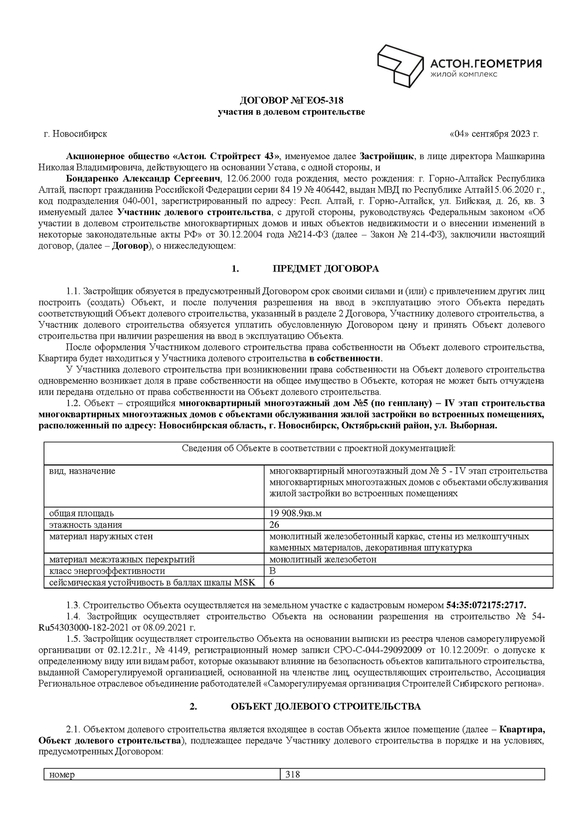 АСТОН.ГЕОМЕТРИЯ
ЖИЛОЙ КОМПЛЕКС
ДОГОВОР №ГЕО5-318
участия в долевом строительстве
г. Новосибирск «04» сентября 2023 г.
Акционерное общество «Астон. Стройтрест 43», именуемое далее Застройщик, в лице директора Машкарина
Николая Владимировича, действующего на основании Устава, с одной стороны, и
Бондаренко Александр Сергеевич, 12.06.2000 года рождения, место рождения: г. Горно-Алтайск Республика
Алтай, паспорт гражданина Российской Федерации серии 84 19 № 406442, выдан МВД по Республике Алтай15.06.2020 г.,
код подразделения 040-001, зарегистрированный по адресу: Респ. Алтай, г. Горно-Алтайск, ул. Бийская, д. 26, кв. 3
именуемый далее Участник долевого строительства, с другой стороны, руководствуясь Федеральным законом «Об
участии в долевом строительстве многоквартирных домов и иных объектов недвижимости и о внесении изменений в
некоторые законодательные акты РФ» от 30.12.2004 года №214-ФЗ (далее – Закон № 214-ФЗ), заключили настоящий
договор, (далее – Договор), о нижеследующем:
1. ПРЕДМЕТ ДОГОВОРА
1.1. Застройщик обязуется в предусмотренный Договором срок своими силами и (или) с привлечением других лиц
построить (создать) Объект, и после получения разрешения на ввод в эксплуатацию этого Объекта передать
соответствующий Объект долевого строительства, указанный в разделе 2 Договора, Участнику долевого строительства, а
Участник долевого строительства обязуется уплатить обусловленную Договором цену и принять Объект долевого
строительства при наличии разрешения на ввод в эксплуатацию Объекта.
После оформления Участником долевого строительства права собственности на Объект долевого строительства,
Квартира будет находиться у Участника долевого строительства в собственности.
У Участника долевого строительства при возникновении права собственности на Объект долевого строительства
одновременно возникает доля в праве собственности на общее имущество в Объекте, которая не может быть отчуждена
или передана отдельно от права собственности на Объект долевого строительства.
1.2. Объект – строящийся многоквартирный многоэтажный дом №5 (по генплану) – IV этап строительства
многоквартирных многоэтажных домов с объектами обслуживания жилой застройки во встроенных помещениях,
расположенный по адресу: Новосибирская область, г. Новосибирск, Октябрьский район, ул. Выборная.
Сведения об Объекте в соответствии с проектной документацией:
вид, назначение многоквартирный многоэтажный дом № 5 - IV этап строительства
многоквартирных многоэтажных домов с объектами обслуживания
жилой застройки во встроенных помещениях
общая площадь 19 908.9кв.м
этажность здания 26
материал наружных стен монолитный железобетонный каркас, стены из мелкоштучных
каменных материалов, декоративная штукатурка
материал межэтажных перекрытий монолитный железобетон
класс энергоэффективности В
сейсмическая устойчивость в баллах шкалы MSK 6
1.3. Строительство Объекта осуществляется на земельном участке с кадастровым номером 54:35:072175:2717.
1.4. Застройщик осуществляет строительство Объекта на основании разрешения на строительство № 54-
Ru54303000-182-2021 от 08.09.2021 г.
1.5. Застройщик осуществляет строительство Объекта на основании выписки из реестра членов саморегулируемой
организации от 02.12.21г., № 4149, регистрационный номер записи СРО-С-044-29092009 от 10.12.2009г. о допуске к
определенному виду или видам работ, которые оказывают влияние на безопасность объектов капитального строительства,
выданной Саморегулируемой организацией, основанной на членстве лиц, осуществляющих строительство, Ассоциация
Региональное отраслевое объединение работодателей «Саморегулируемая организация Строителей Сибирского региона».
2. ОБЪЕКТ ДОЛЕВОГО СТРОИТЕЛЬСТВА
2.1. Объектом долевого строительства является входящее в состав Объекта жилое помещение (далее – Квартира,
Объект долевого строительства), подлежащее передаче Участнику долевого строительства в порядке и на условиях,
предусмотренных Договором:
номер 318